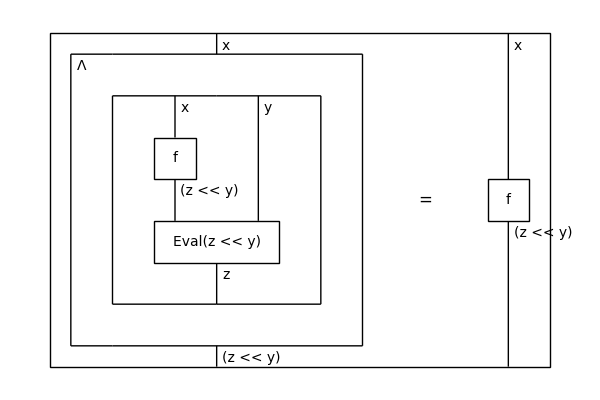 x
x
Λ
x
y
f
(z << y)
=
f
(z << y)
Eval(z << y)
z
(z << y)